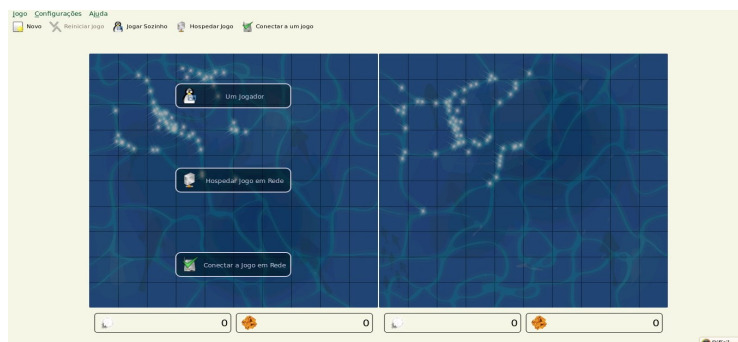 Jogo Configurações Ajuda
Novo Reiniciar jogo Jogar Sozinho Hospedar Jogo Conectar a um jogo
Um Jogador
Hospedar Jogo em Rede
Conectar a Jogo em Rede
0 0 0 0